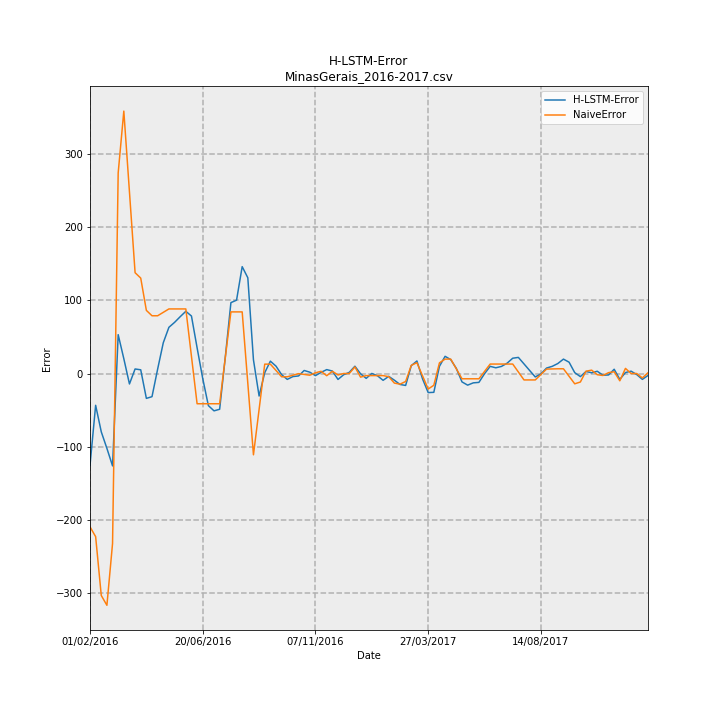 H-LSTM-Error
MinasGerais_2016-2017.csv
H-LSTM-Error
NaiveError
300
200
100
0
−100
−200
−300
Error
01/02/2016 20/06/2016 07/11/2016 27/03/2017 14/08/2017
Date